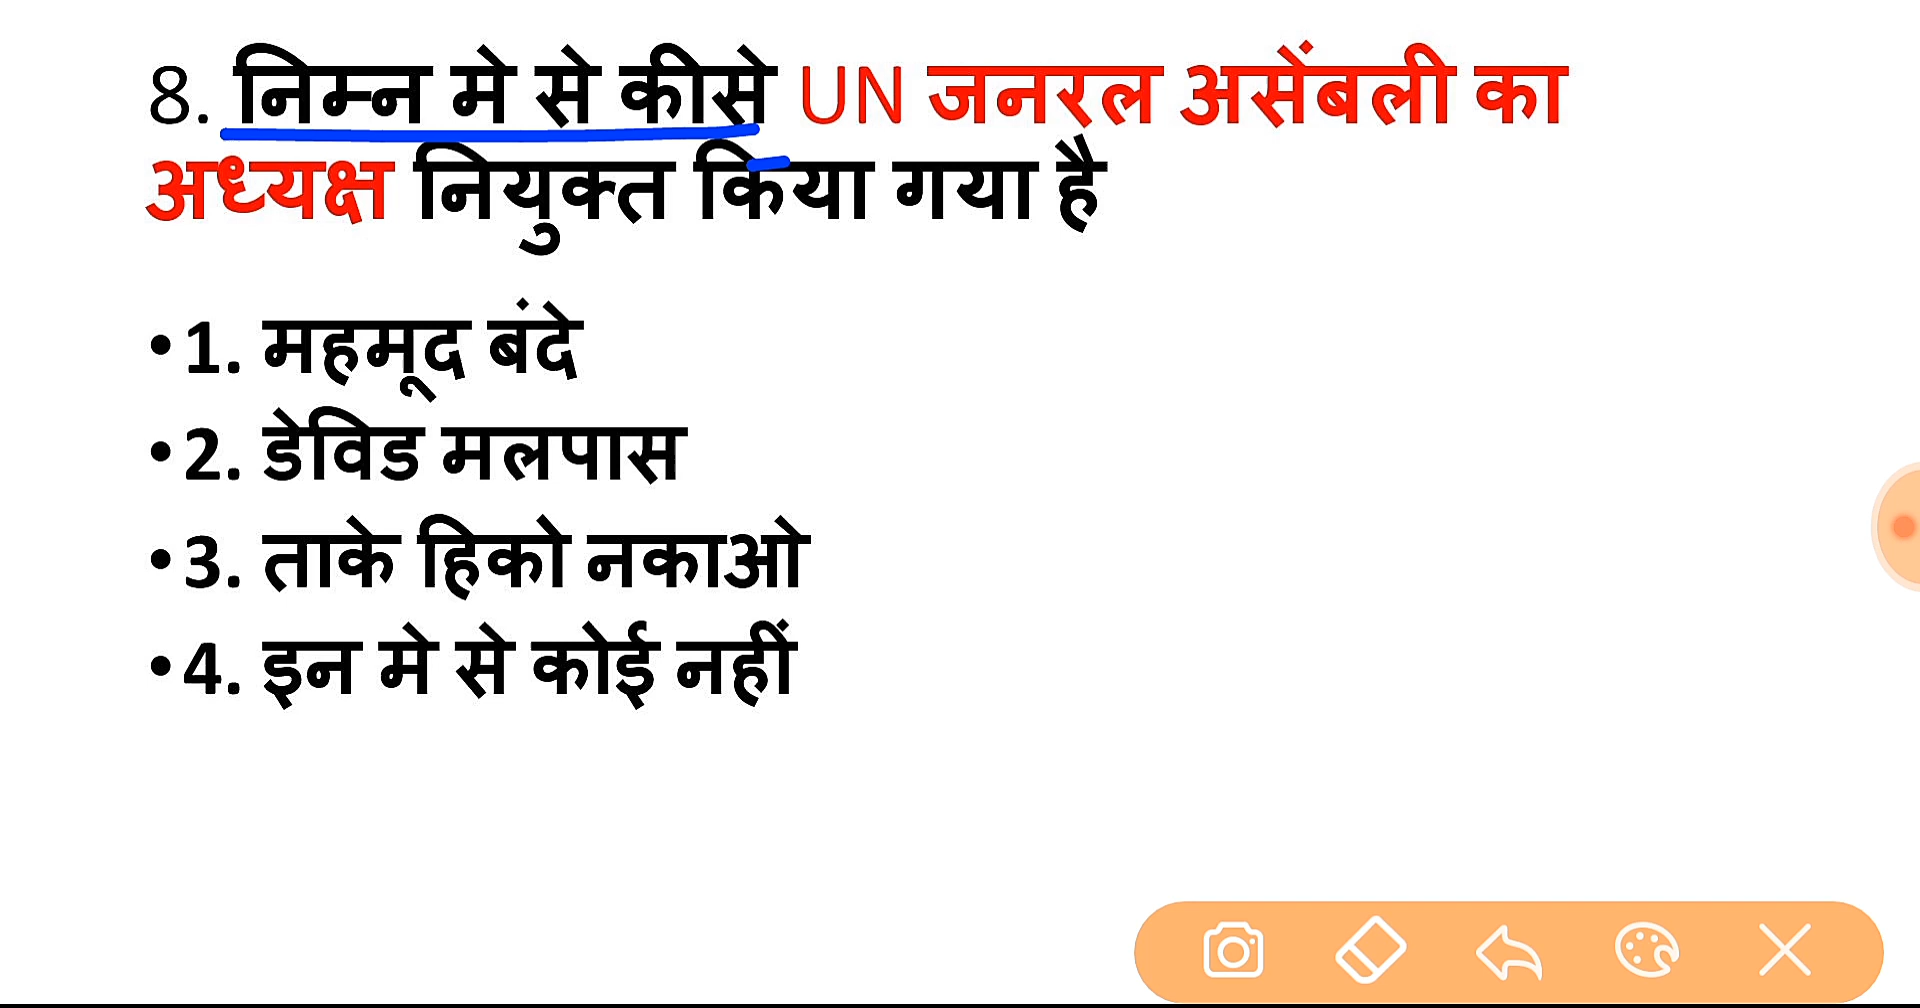 8. निम्न मे से कीसे UN जनरल असेंबली का
अध्यक्ष नियुक्त किया गया है
•1. महमूद बंदे
•2. डेविड मलपास
•3. ताके हिको नकाओ
•4. इन मे से कोई नहीं